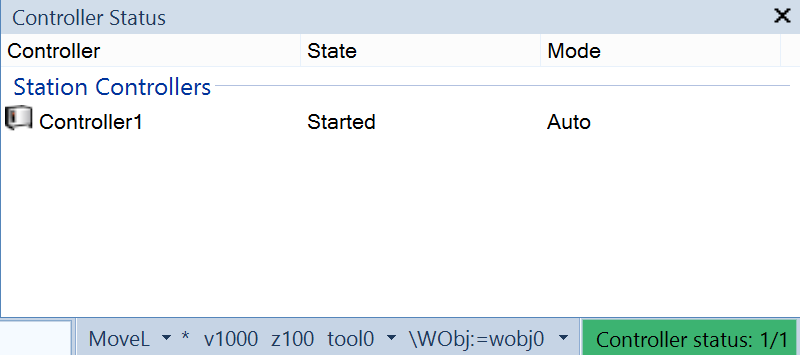 Controller Status
Controller State Mode
Station Controllers
Controller1 Started Auto
MoveL * v1000 z100 tool0 \WObj:=wobj0 Controller status: 1/1